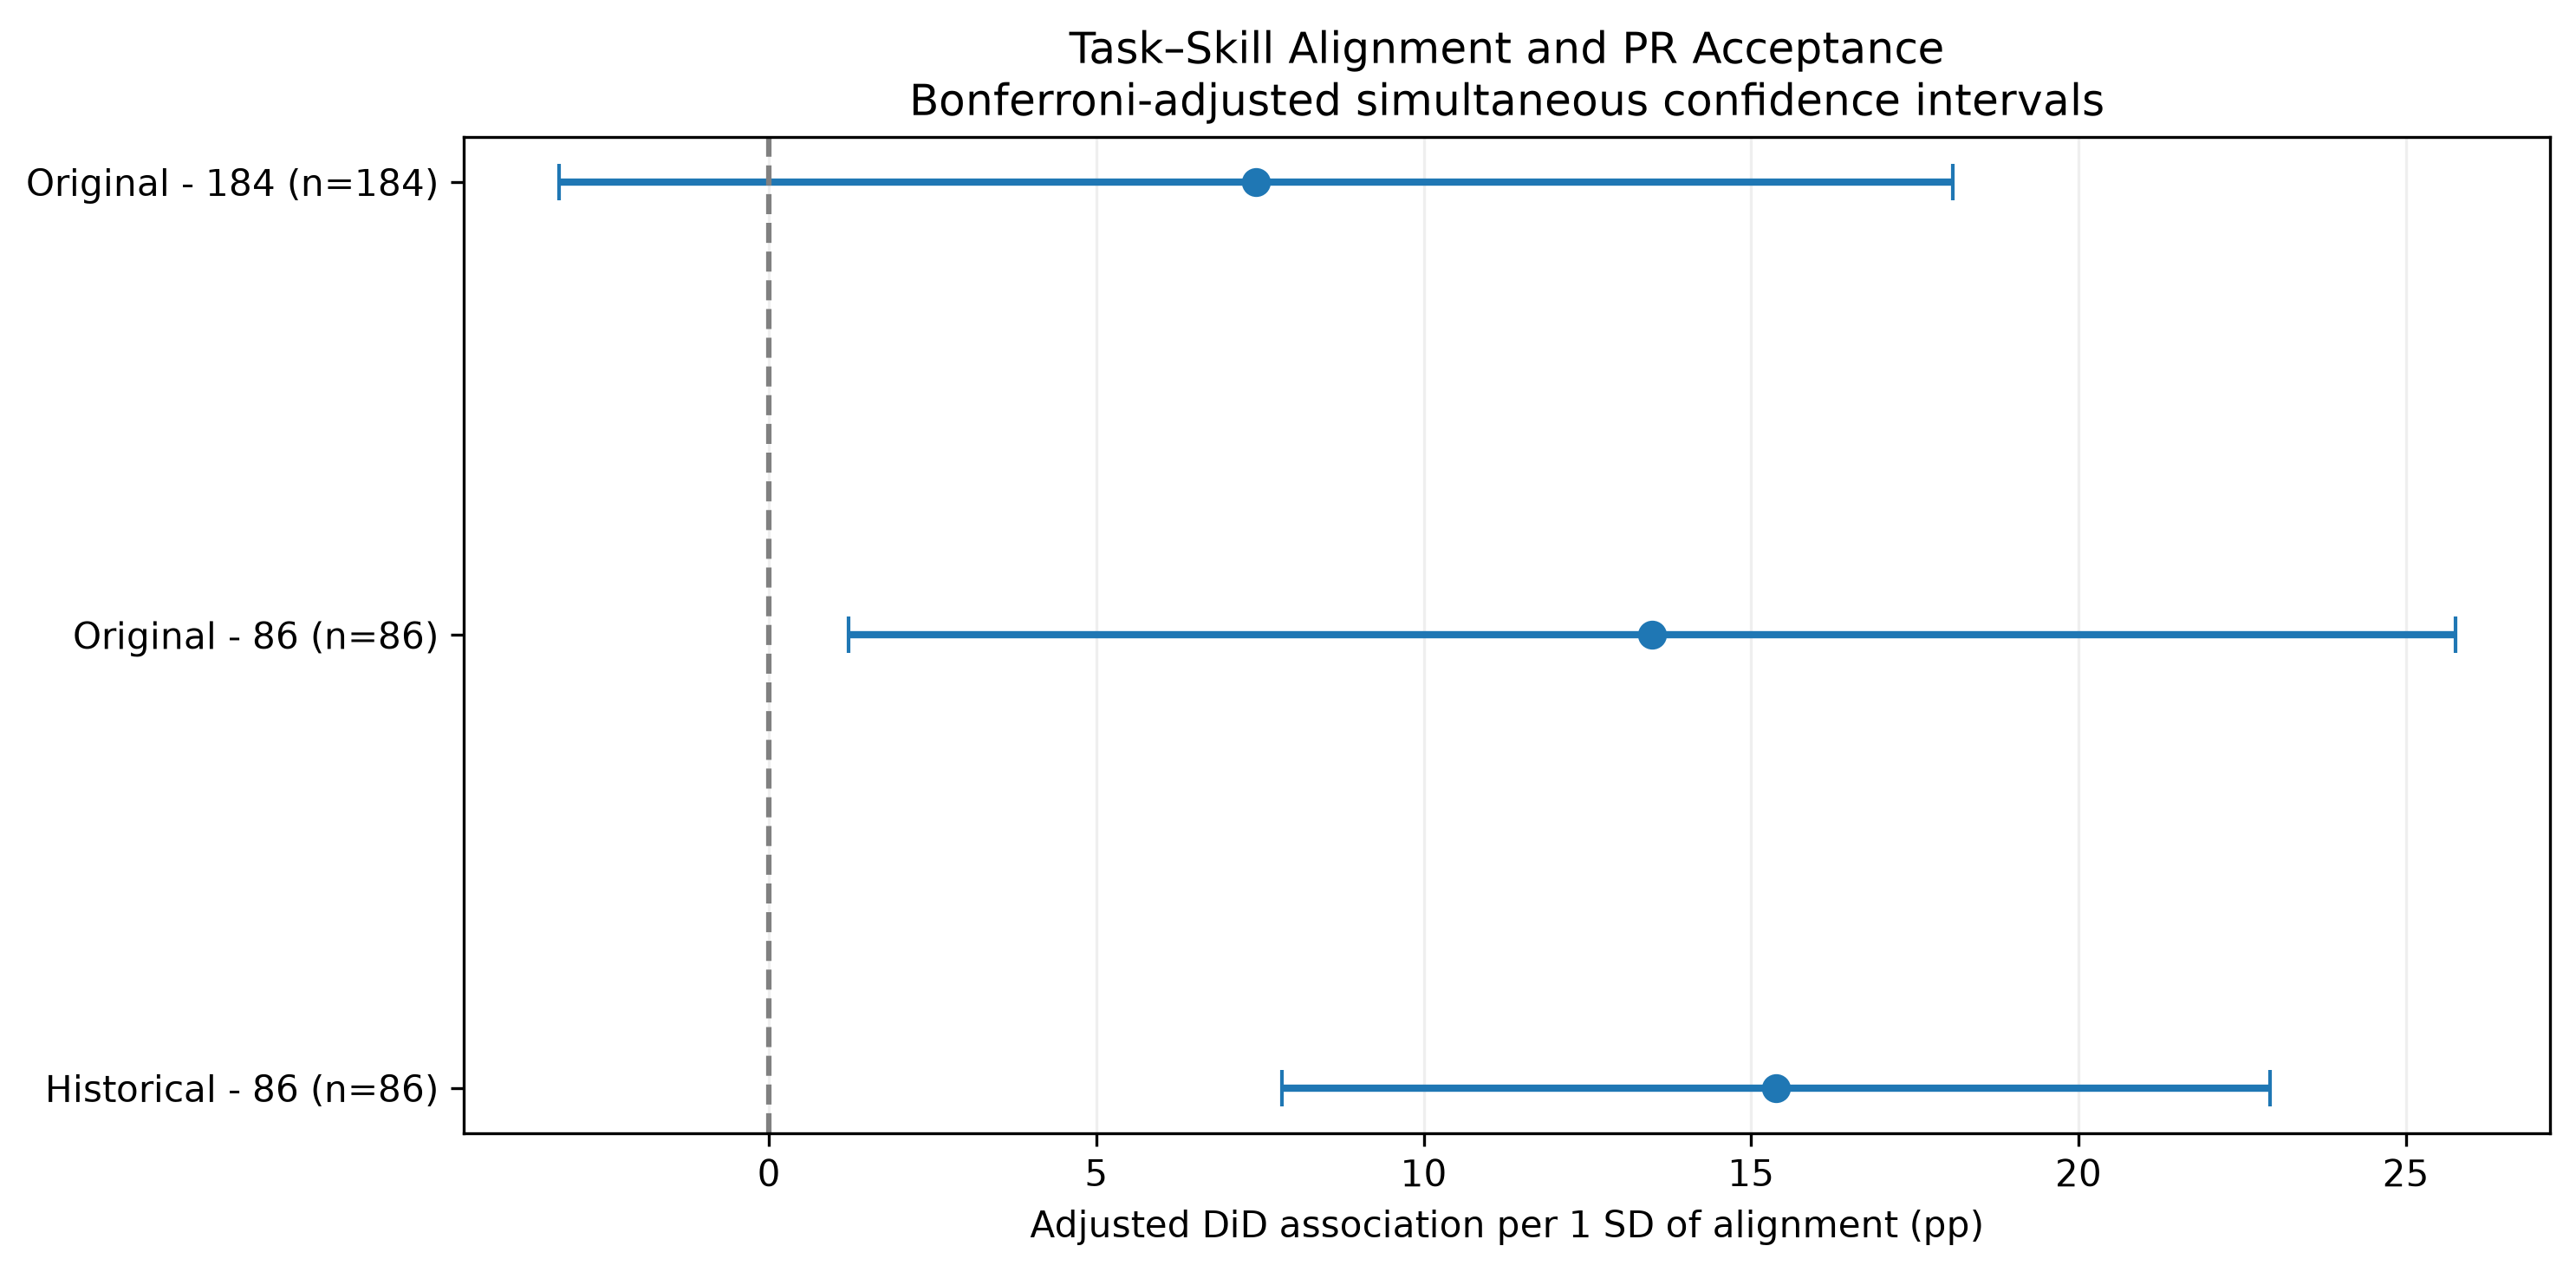 Task–Skill Alignment and PR Acceptance
Bonferroni-adjusted simultaneous confidence intervals
Original - 184 (n=184)
Original - 86 (n=86)
Historical - 86 (n=86)
0 5 10 15 20 25
Adjusted DiD association per 1 SD of alignment (pp)